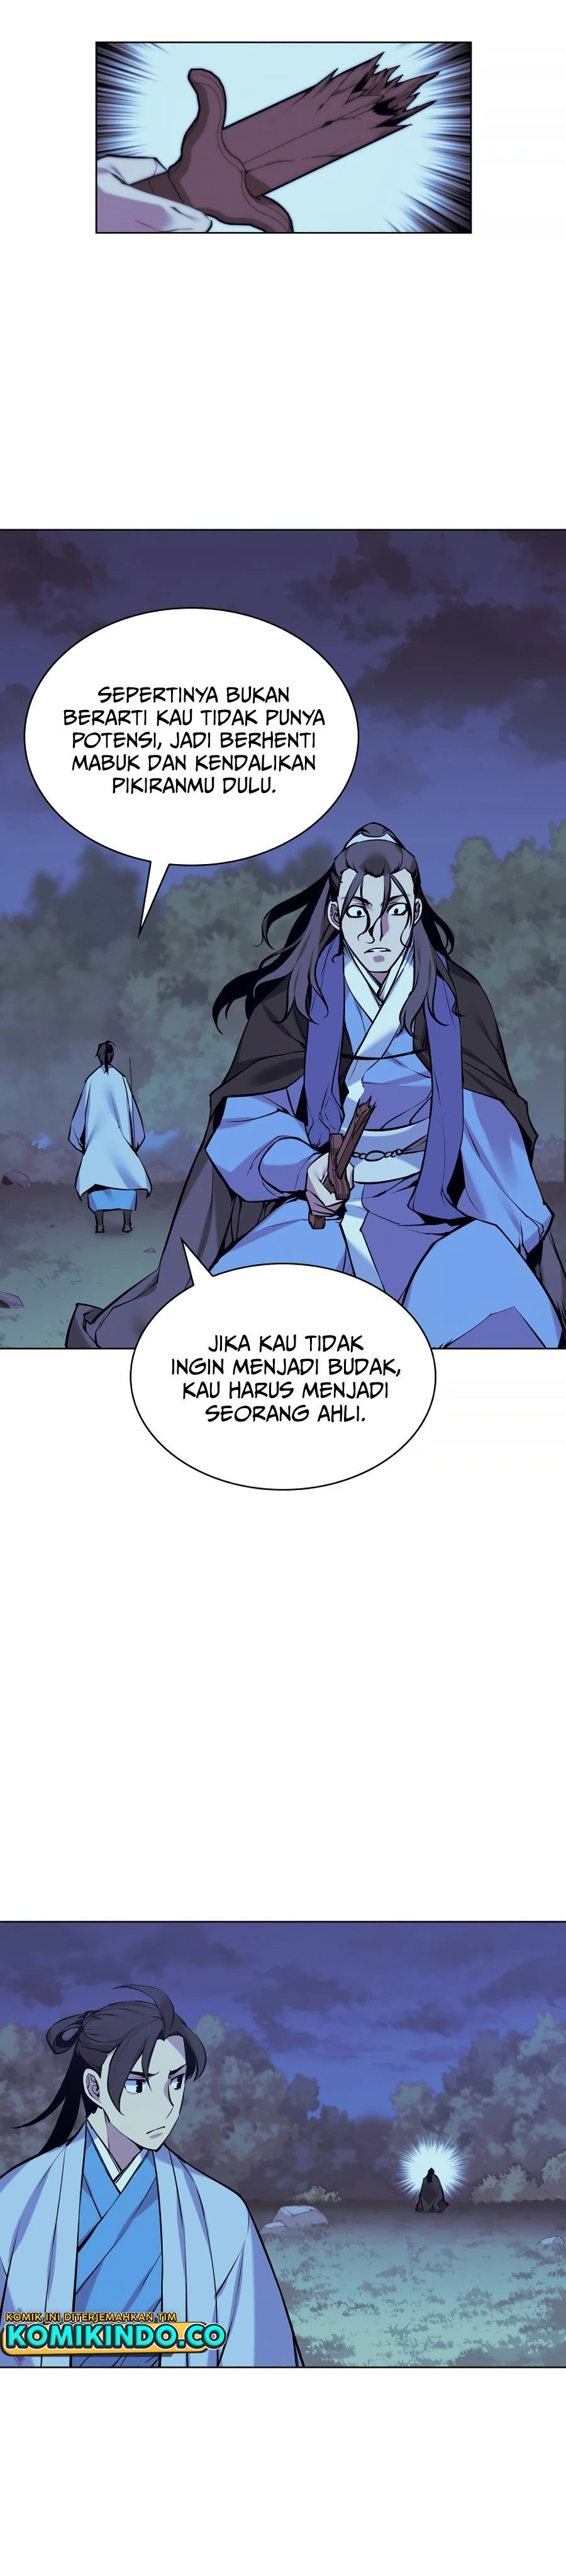 SEPERTINYA BUKAN
BERARTI KAU TIDAK PUNYA
POTENSI, JADI BERHENTI
MABUK DAN KENDALIKAN
PIKIRANMU DULU.
JIKA KAU TIDAK
INGIN MENJADI BUDAK,
KAU HARUS MENJADI
SEORANG AHLI.
KOMIK INI DITERJEMAHKAN TIM
KOMIKINDO.CO